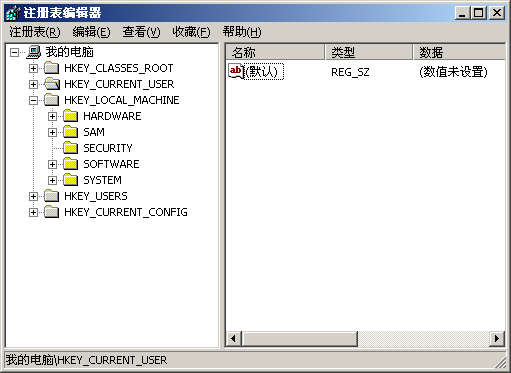 注册表编辑器
注册表(R) 编辑(E) 查看(V) 收藏(F) 帮助(H)
我的电脑
HKEY_CLASSES_ROOT
HKEY_CURRENT_USER
HKEY_LOCAL_MACHINE
HARDWARE
SAM
SECURITY
SOFTWARE
SYSTEM
HKEY_USERS
HKEY_CURRENT_CONFIG
名称 类型 数据
ab (默认) REG_SZ (数值未设置)
我的电脑\HKEY_CURRENT_USER